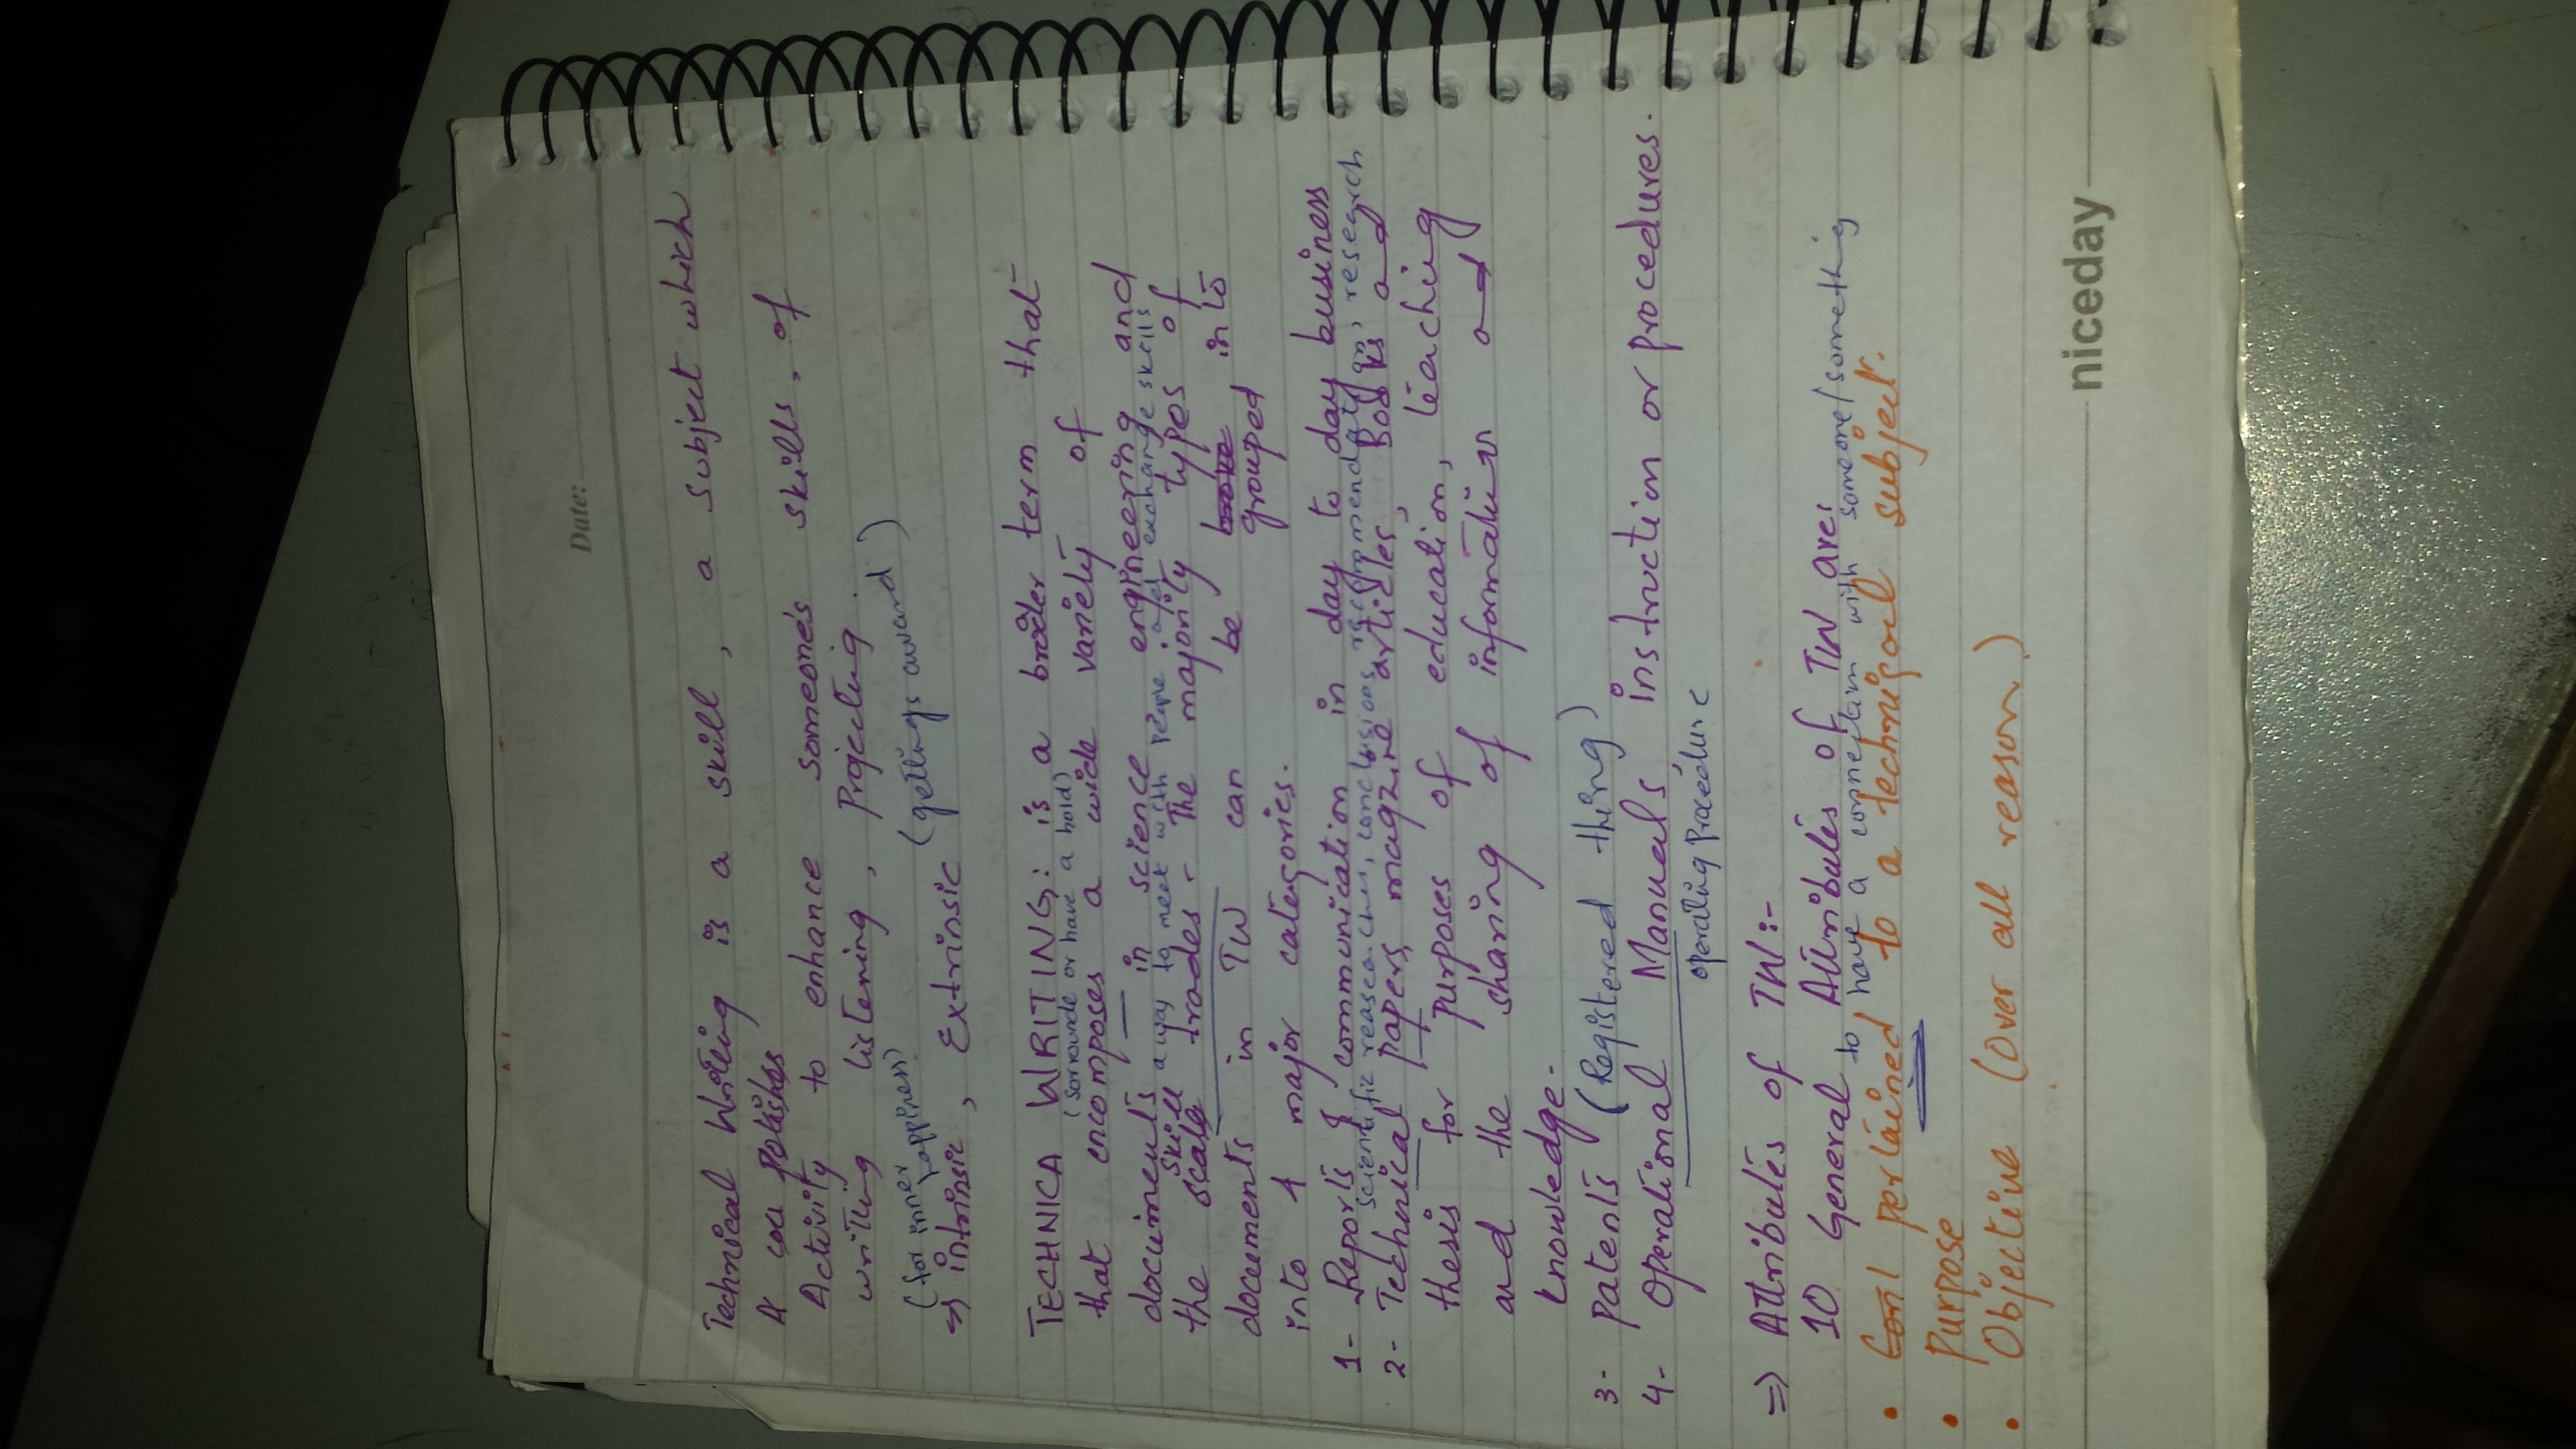 Date:
Technical Writing is a skill, a subject which
A
Activity to enhance someone's skills, of
writting listening, Projecting.
(for inner happiness) (gettings award)
=> intrinsic, Extrinsic
TECHNICA WRITING: is a broder term that
(sorrounde or have a hold)
that encomposes a wide variety of
documents in science, engineering and
a way to meet with people and exchange skills
skill
the trades - The majority types of
documents in TW can be broke into
grouped
into 4 major categories.
1- Reports & communication in day to day business
scientific reasearches, conclusions, recommendation, research
2- Technical papers, magzine articles, Books and
thesis for purposes of education, teaching
and the sharing of information and
knowledge.
3- patents (Registered thing)
4- Operational Manuals, instruction or procedures.
operating procedure
=> Attributes of TW:-
10 General Attributes of TW are:
to have a connection with someone/something
• pertained to a technical subject.
• Purpose
• Objective (Over all reason)
niceday